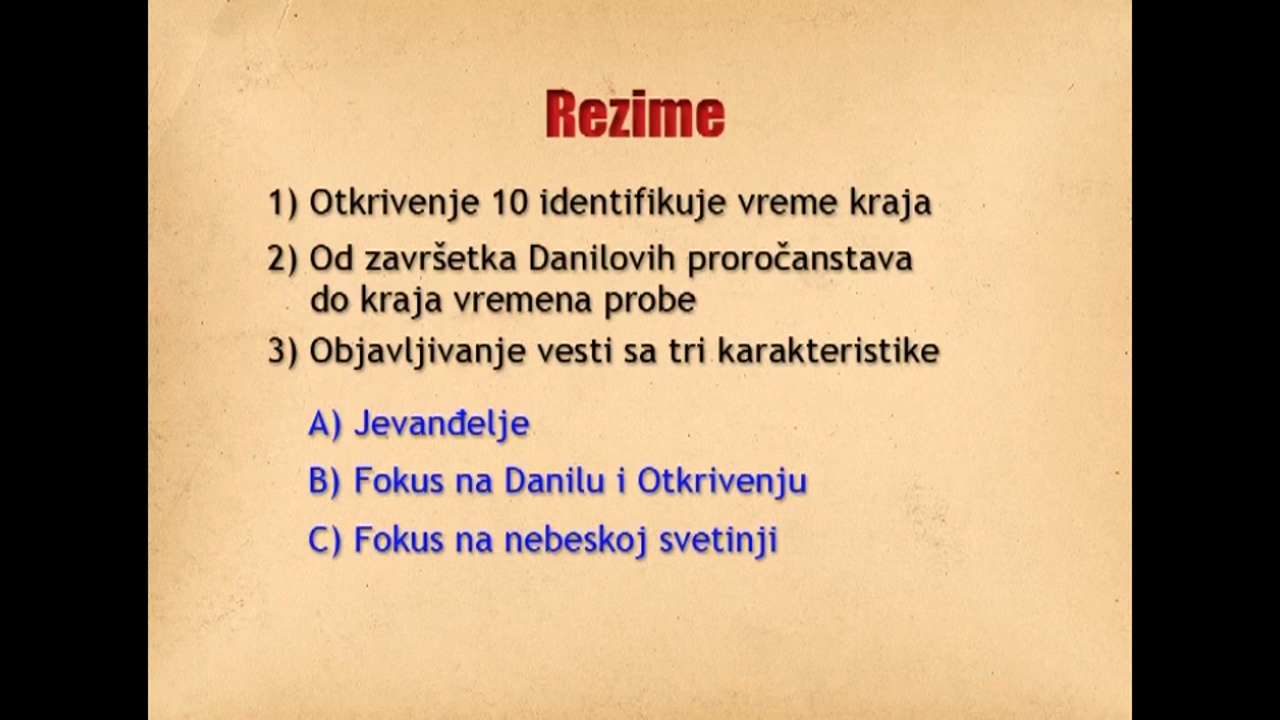 Rezime
1) Otkrivenje 10 identifikuje vreme kraja
2) Od završetka Danilovih proročanstava
do kraja vremena probe
3) Objavljivanje vesti sa tri karakteristike
A) Jevanđelje
B) Fokus na Danilu i Otkrivenju
C) Fokus na nebeskoj svetinji